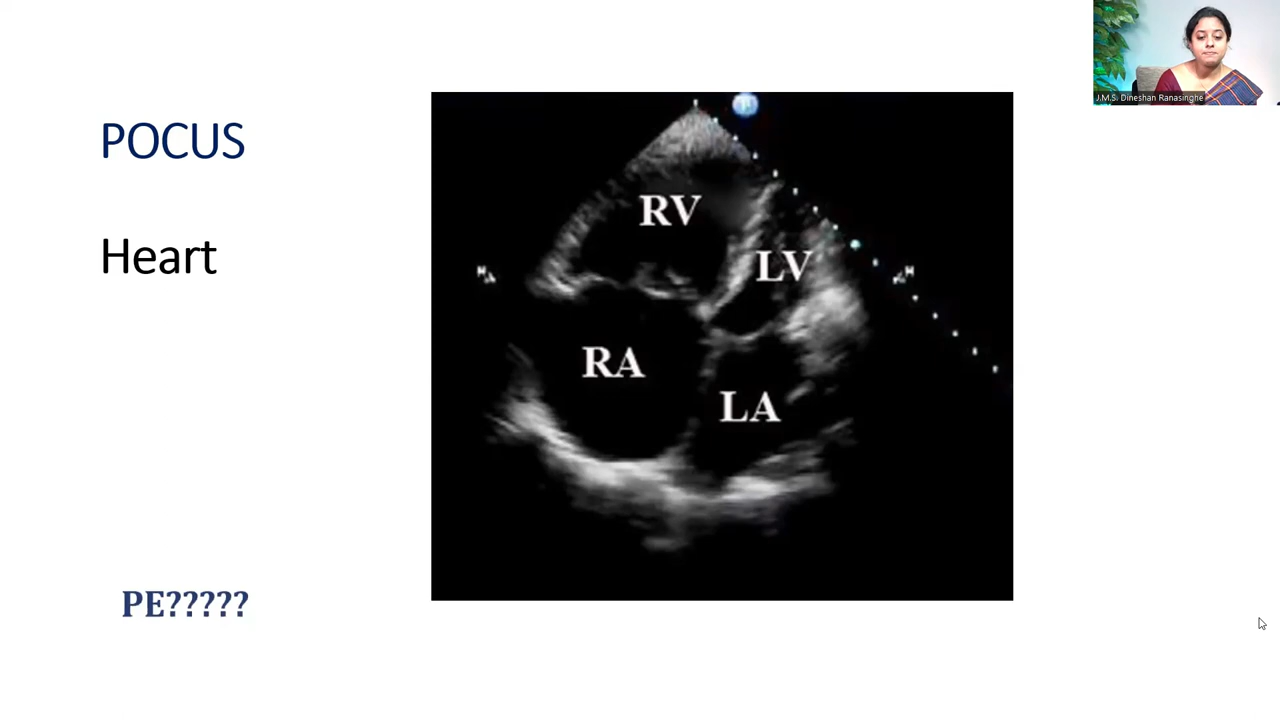 POCUS
Heart
RV
LV
RA
LA
PE?????
J.M.S. Dineshan Ranasinghe